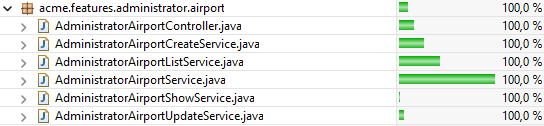 acme.features.administrator.airport 100,0 %
AdministratorAirportController.java 100,0 %
AdministratorAirportCreateService.java 100,0 %
AdministratorAirportListService.java 100,0 %
AdministratorAirportService.java 100,0 %
AdministratorAirportShowService.java 100,0 %
AdministratorAirportUpdateService.java 100,0 %